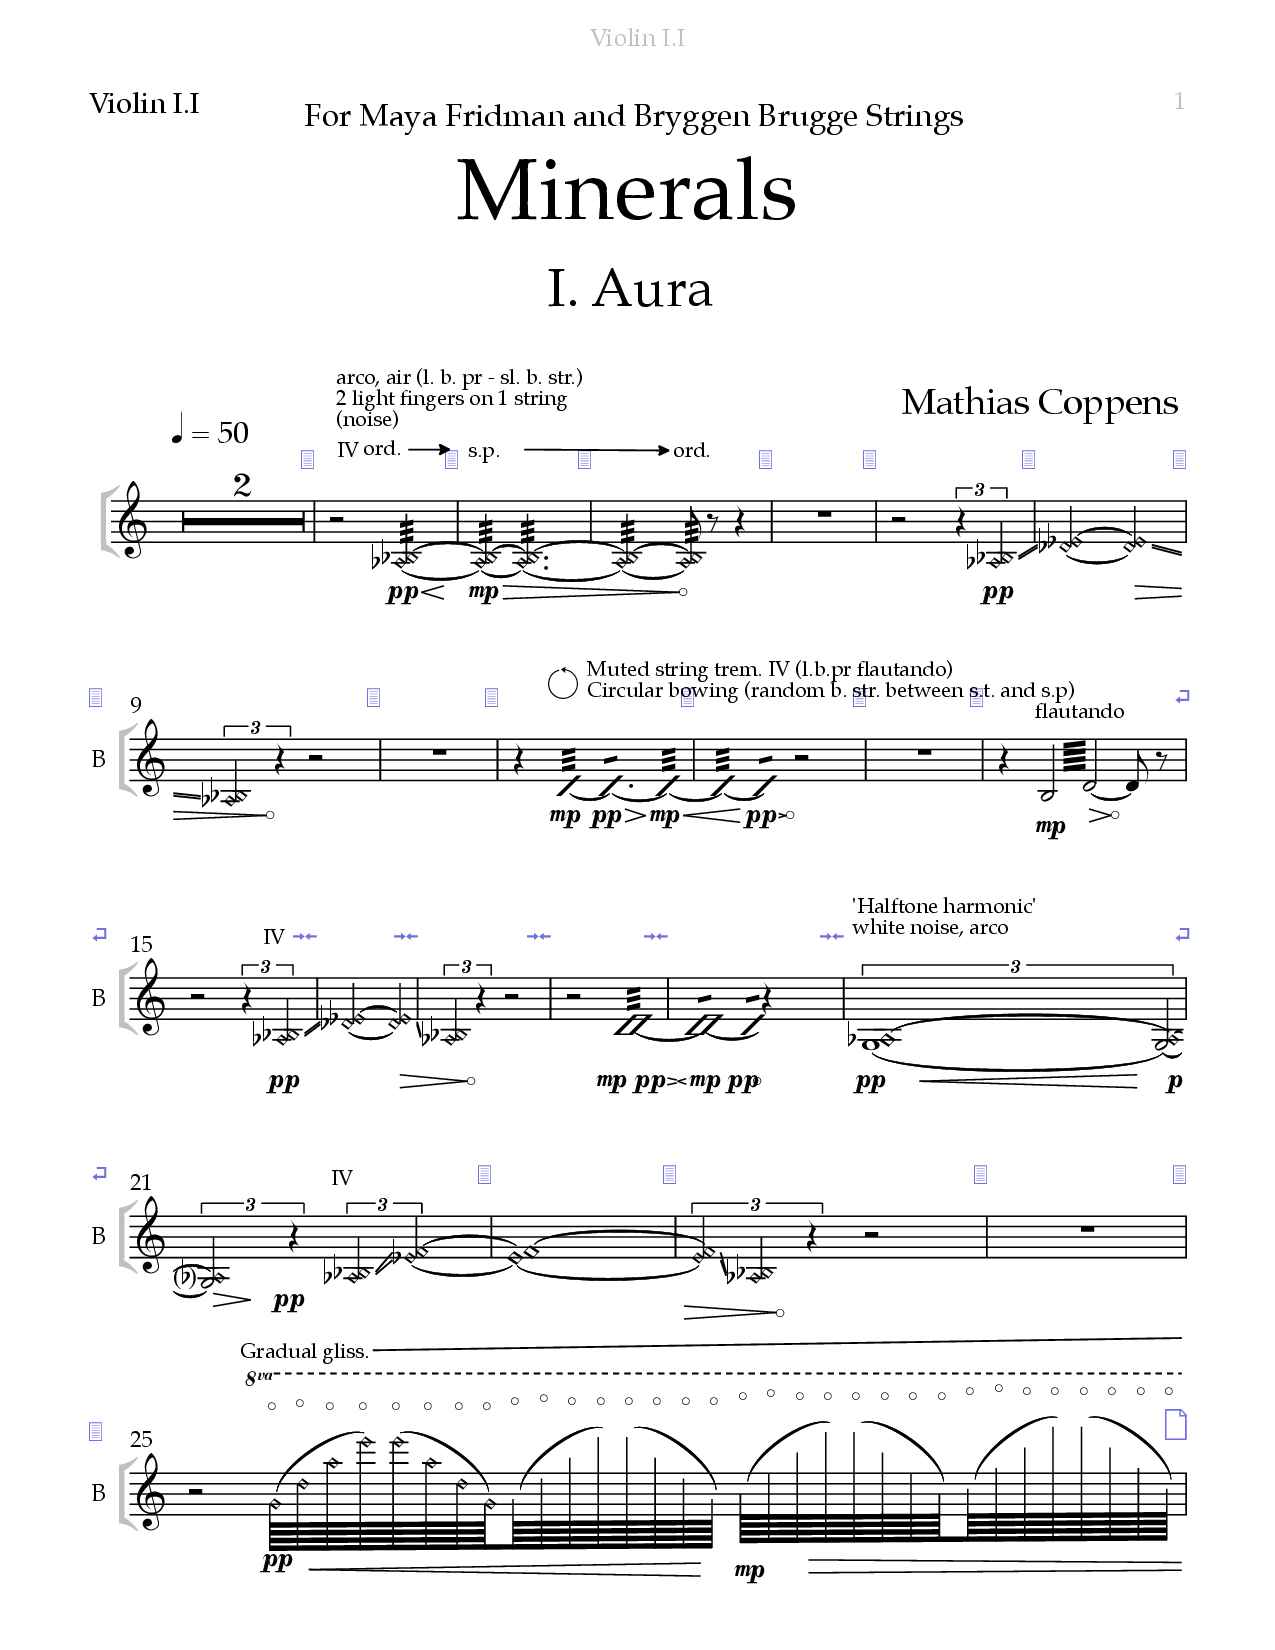 Violin I.I
Violin I.I
1
For Maya Fridman and Bryggen Brugge Strings
Minerals
I. Aura
arco, air (l. b. pr - sl. b. str.)
2 light fingers on 1 string
(noise)
Mathias Coppens
= 50
IV ord. s.p. ord.
2 3
pp mp pp
Muted string trem. IV (l.b.pr flautando)
Circular bowing (random b. str. between s.t. and s.p)
flautando
9
3
B
mp pp mp pp mp
'Halftone harmonic'
white noise, arco
15 IV
3 3 3
B
pp mp pp mp pp pp p
21 IV
3 3 3
B
pp
Gradual gliss.
8va
25
B
pp mp